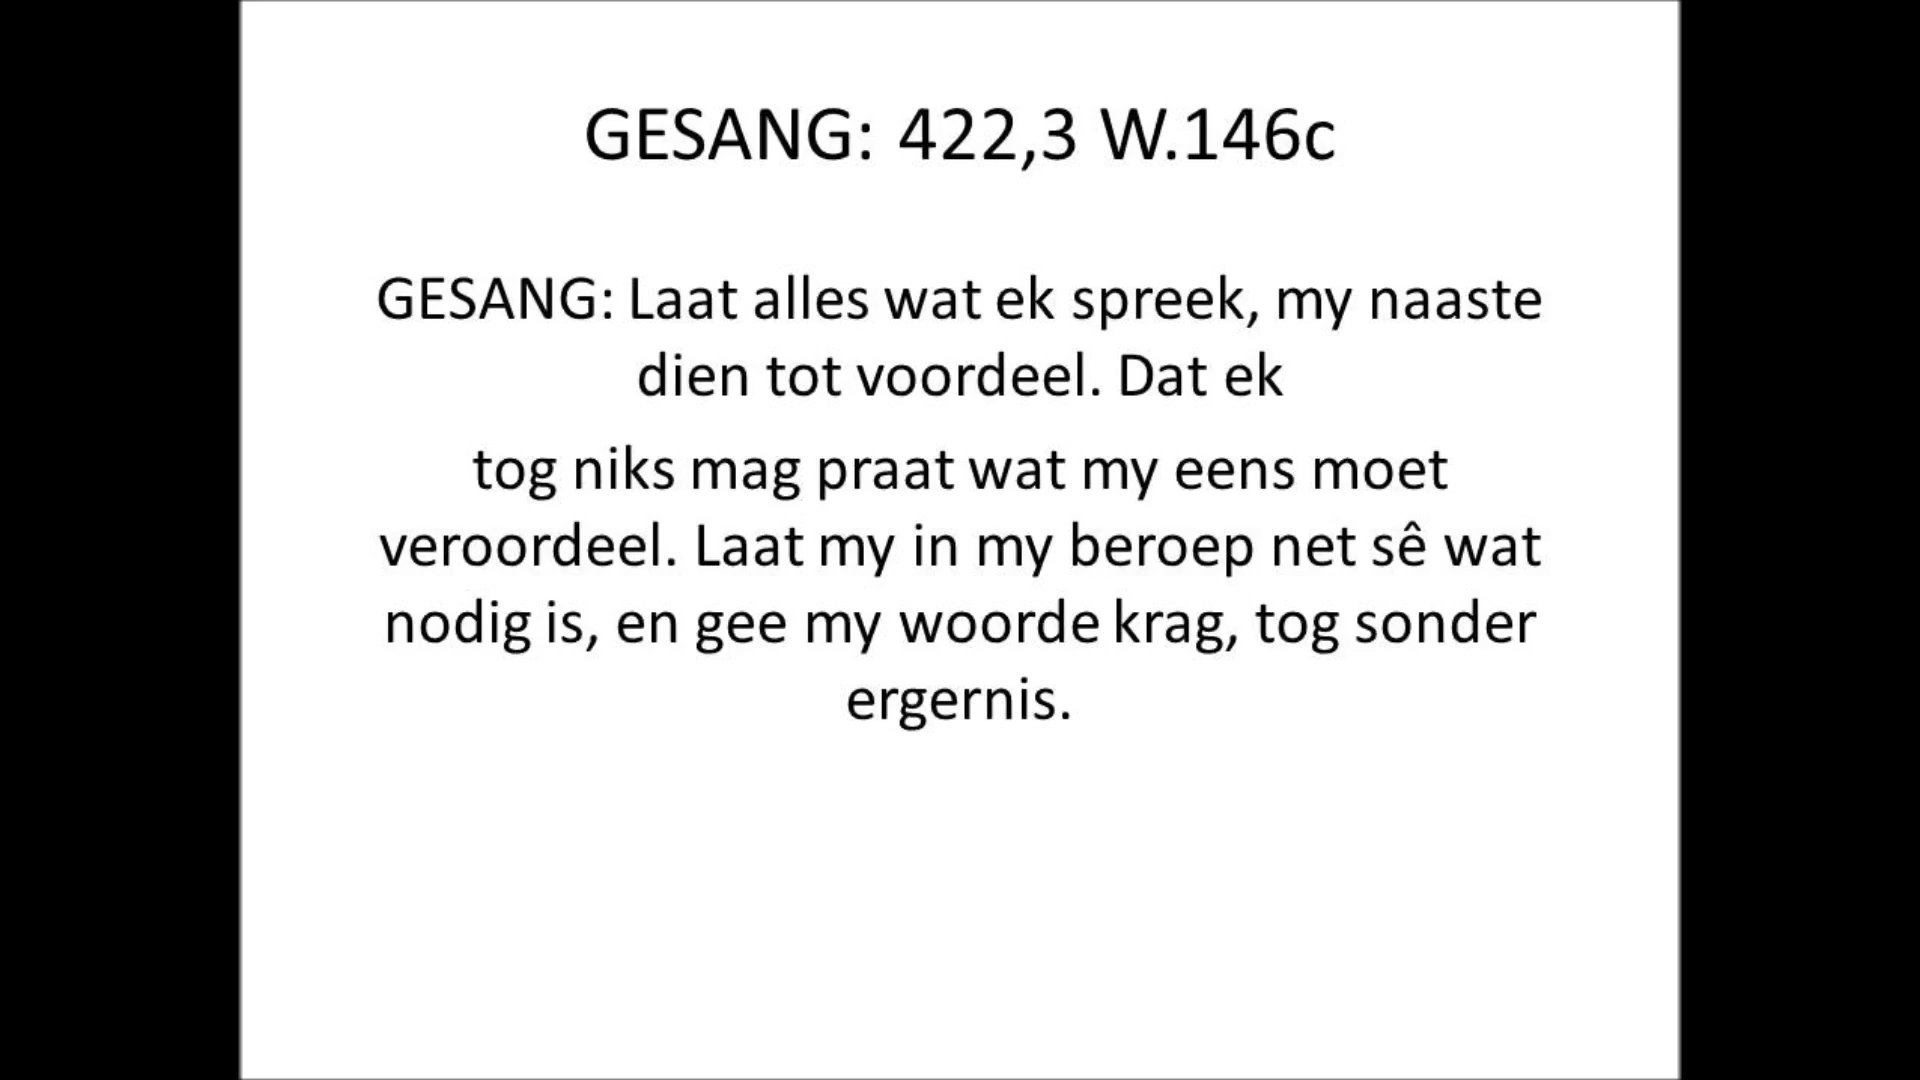 GESANG: 422,3 W.146c
GESANG: Laat alles wat ek spreek, my naaste
dien tot voordeel. Dat ek
tog niks mag praat wat my eens moet
veroordeel. Laat my in my beroep net sê wat
nodig is, en gee my woorde krag, tog sonder
ergernis.